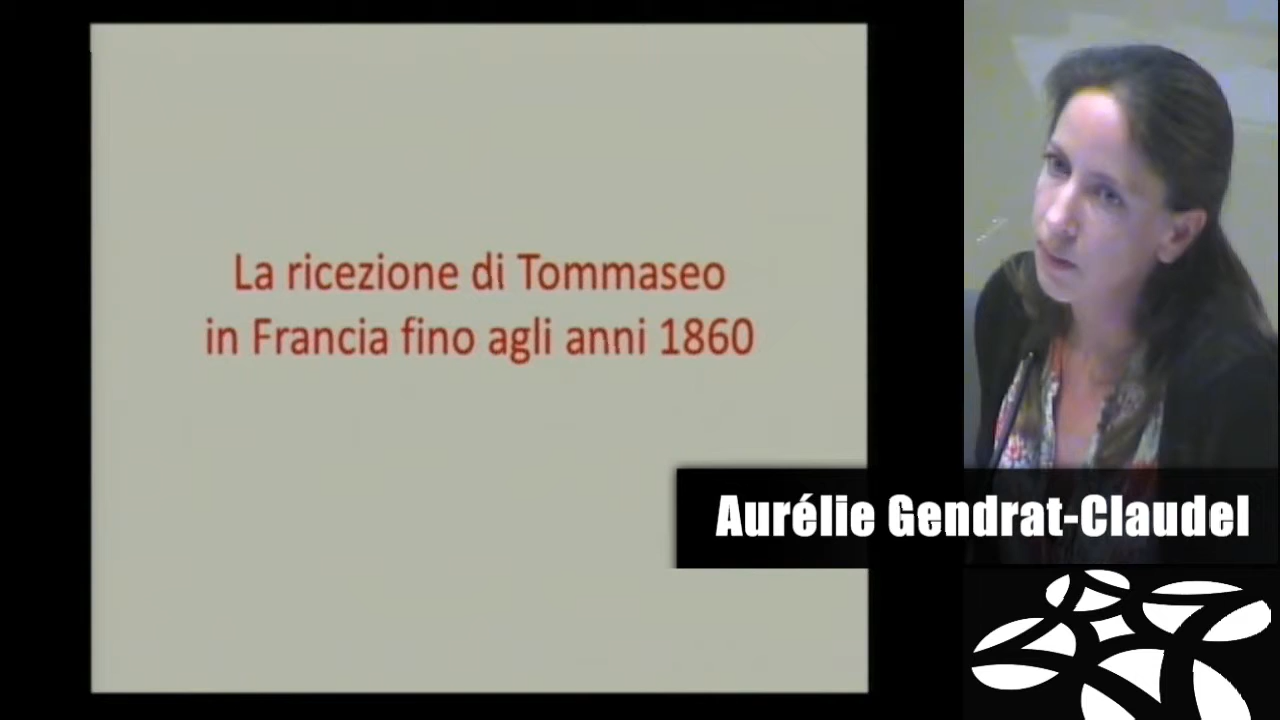 La ricezione di Tommaseo
in Francia fino agli anni 1860
Aurélie Gendrat-Claudel